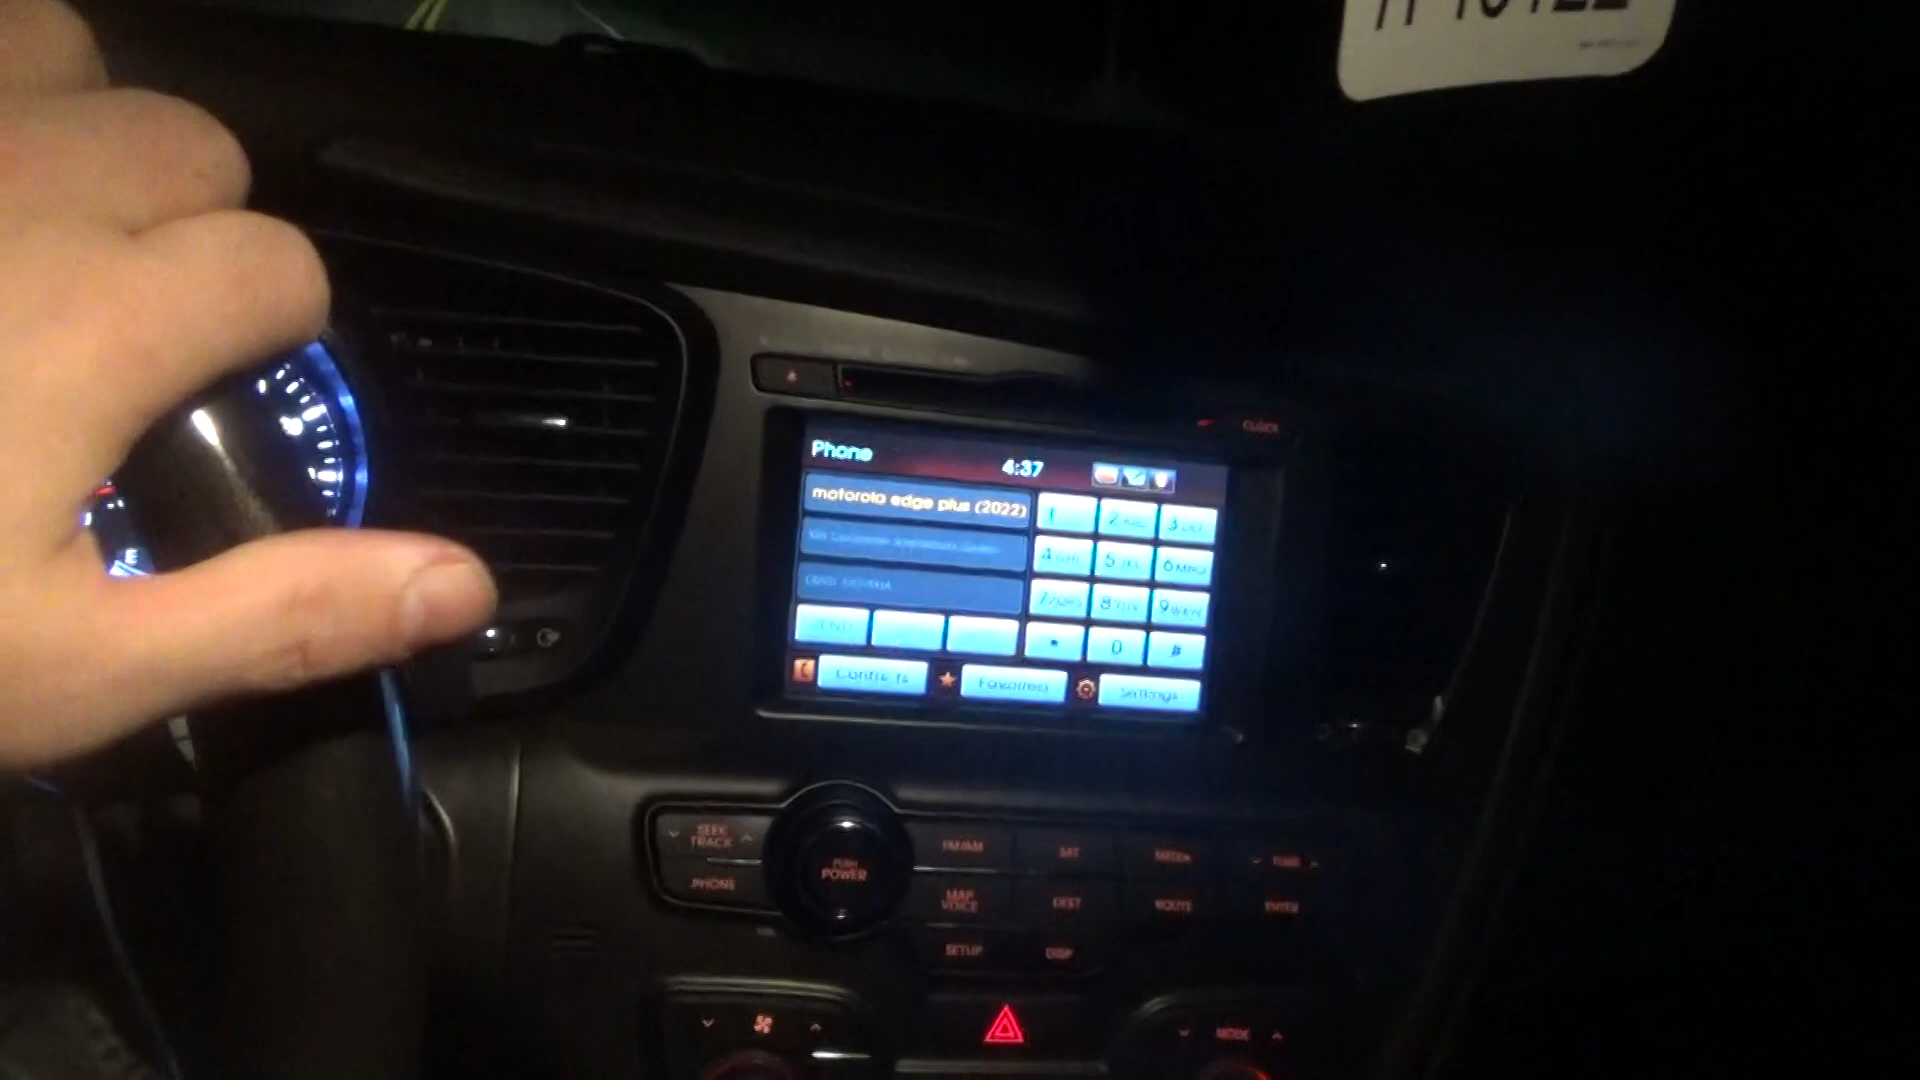 CLOCK
Phone
4:37
motorola edge plus (2022)
1
2 ABC
3 DEF
4 GHI
5 JKL
6 MNO
7 PQRS
8 TUV
9 WXYZ
SEND
*
0
#
Contacts
Favorites
Settings
E
SEEK
TRACK
PHONE
PUSH
POWER
FM/AM
SAT
MEDIA
MAP
VOICE
DEST
ROUTE
ENTER
SETUP
DISP
MODE